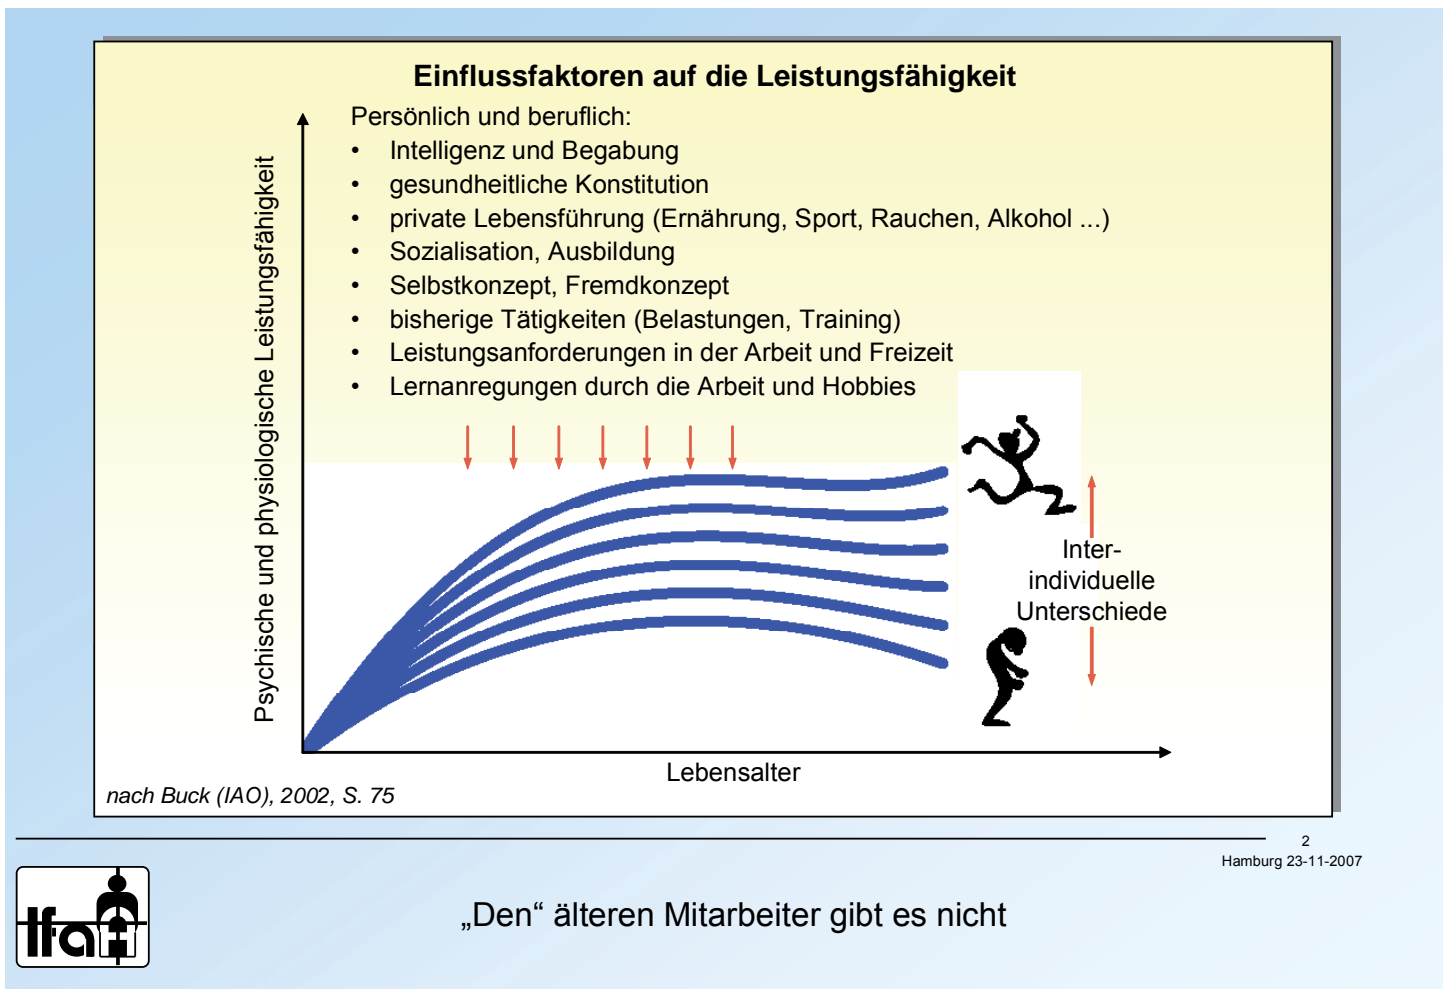 Einflussfaktoren auf die Leistungsfähigkeit
Persönlich und beruflich:
• Intelligenz und Begabung
• gesundheitliche Konstitution
• private Lebensführung (Ernährung, Sport, Rauchen, Alkohol ...)
• Sozialisation, Ausbildung
• Selbstkonzept, Fremdkonzept
• bisherige Tätigkeiten (Belastungen, Training)
• Leistungsanforderungen in der Arbeit und Freizeit
• Lernanregungen durch die Arbeit und Hobbies
Psychische und physiologische Leistungsfähigkeit
Inter-
individuelle
Unterschiede
Lebensalter
nach Buck (IAO), 2002, S. 75
2
Hamburg 23-11-2007
Ifa
„Den“ älteren Mitarbeiter gibt es nicht